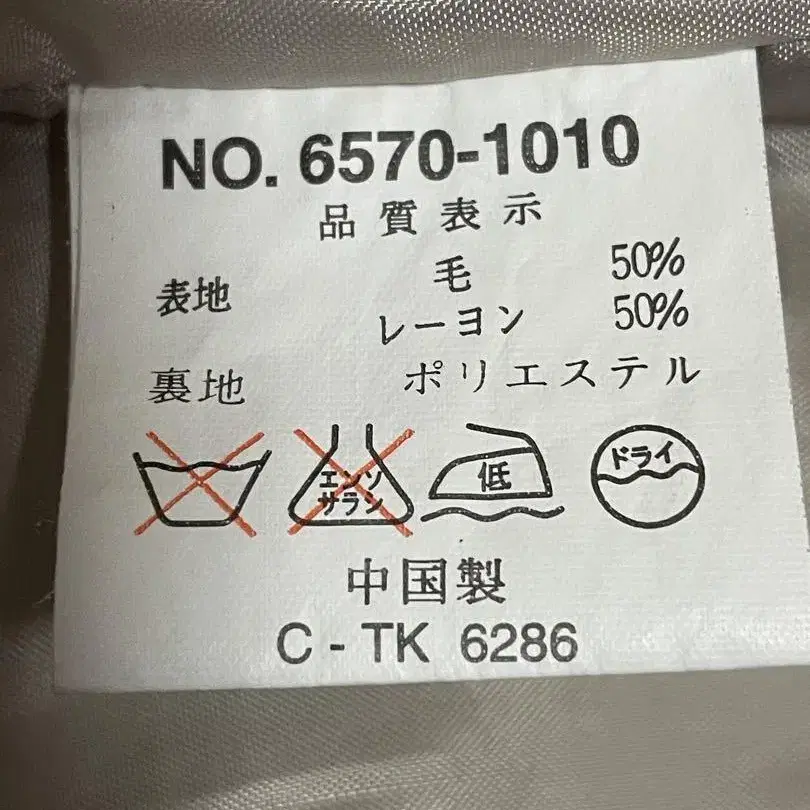 NO. 6570-1010
品質表示
表地 毛 50%
レーヨン 50%
裏地 ポリエステル
エンソ
サラシ
低
ドライ
中国製
C - TK 6286